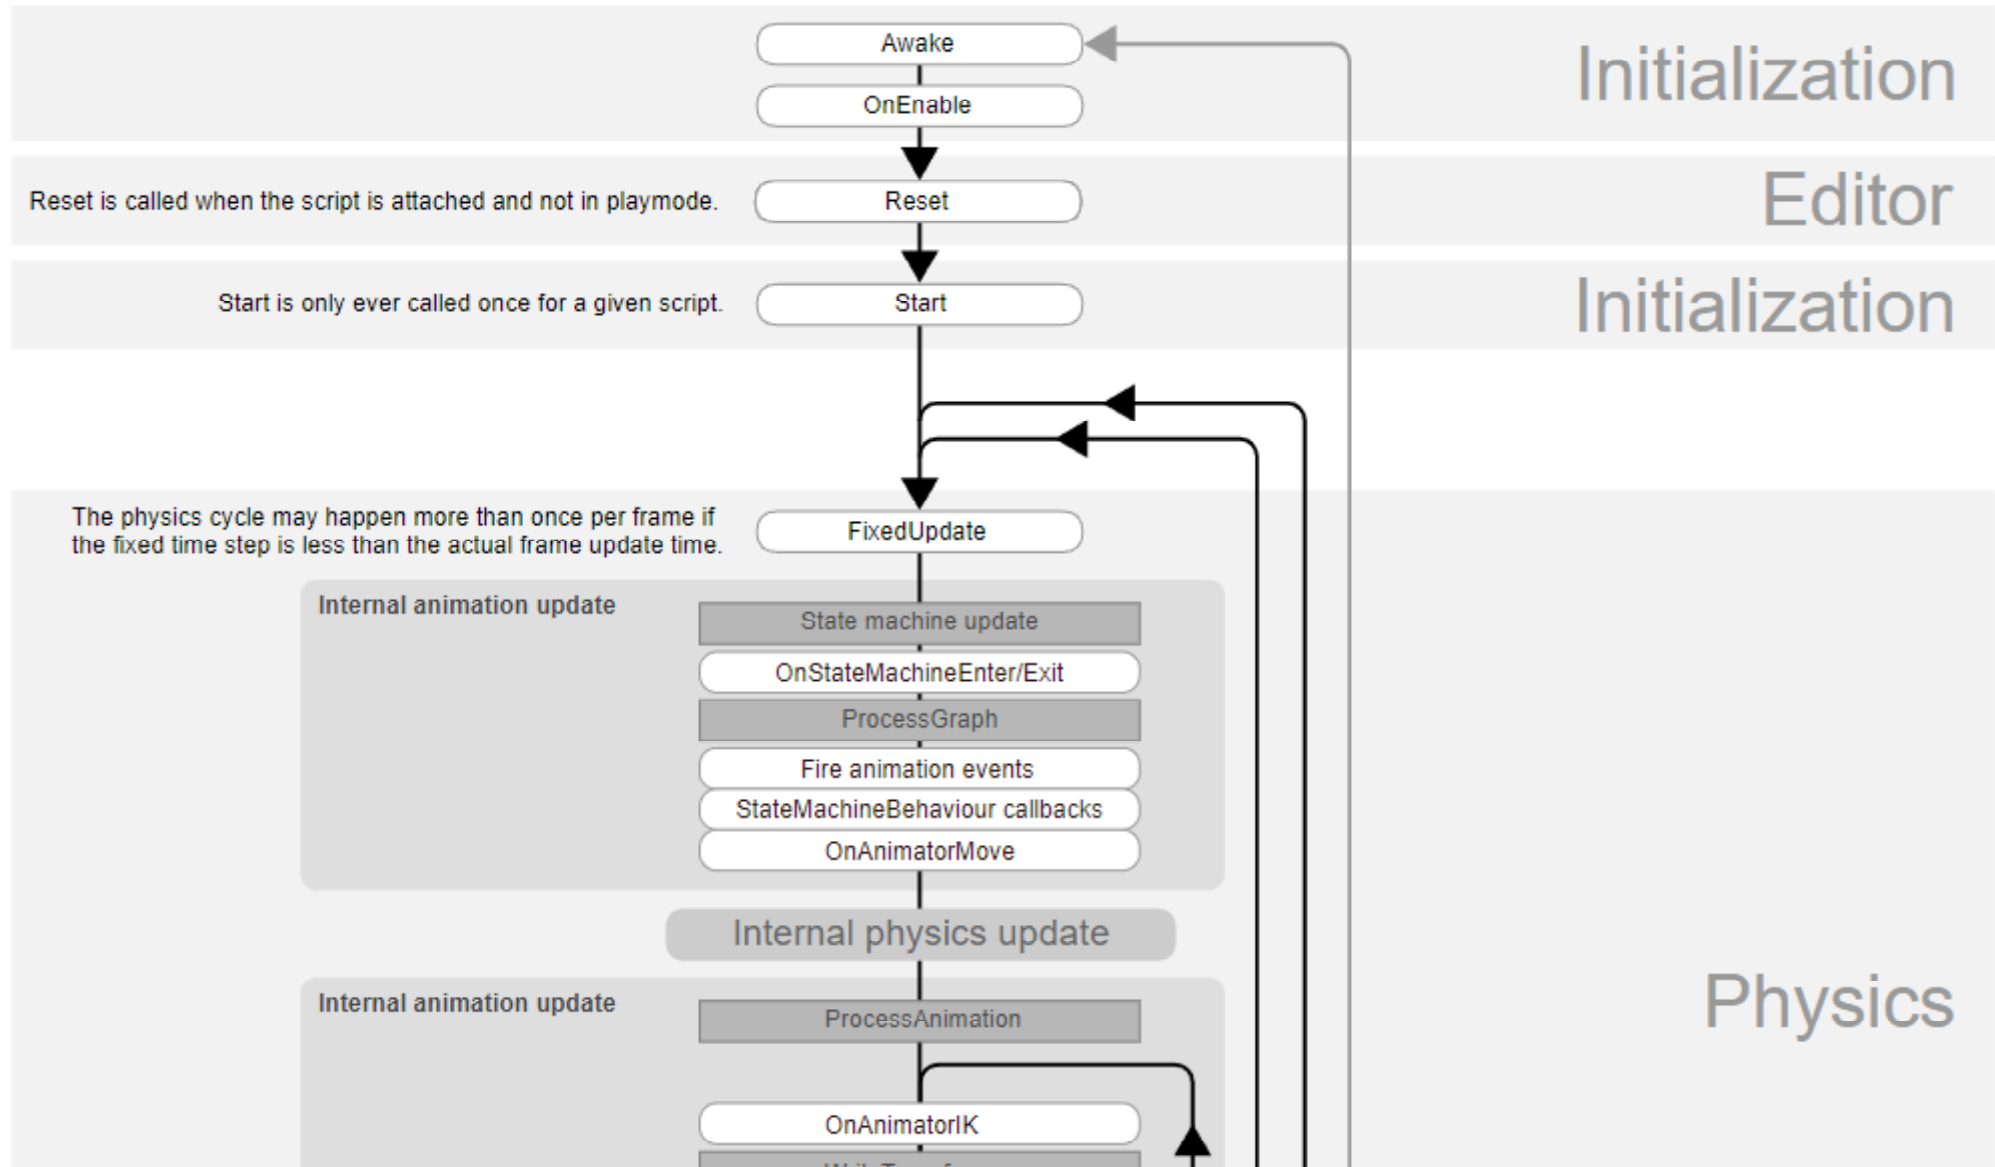 Awake
Initialization
OnEnable
Reset is called when the script is attached and not in playmode.
Reset
Editor
Start is only ever called once for a given script.
Start
Initialization
The physics cycle may happen more than once per frame if
the fixed time step is less than the actual frame update time.
FixedUpdate
Internal animation update
State machine update
OnStateMachineEnter/Exit
ProcessGraph
Fire animation events
StateMachineBehaviour callbacks
OnAnimatorMove
Internal physics update
Physics
Internal animation update
ProcessAnimation
OnAnimatorIK